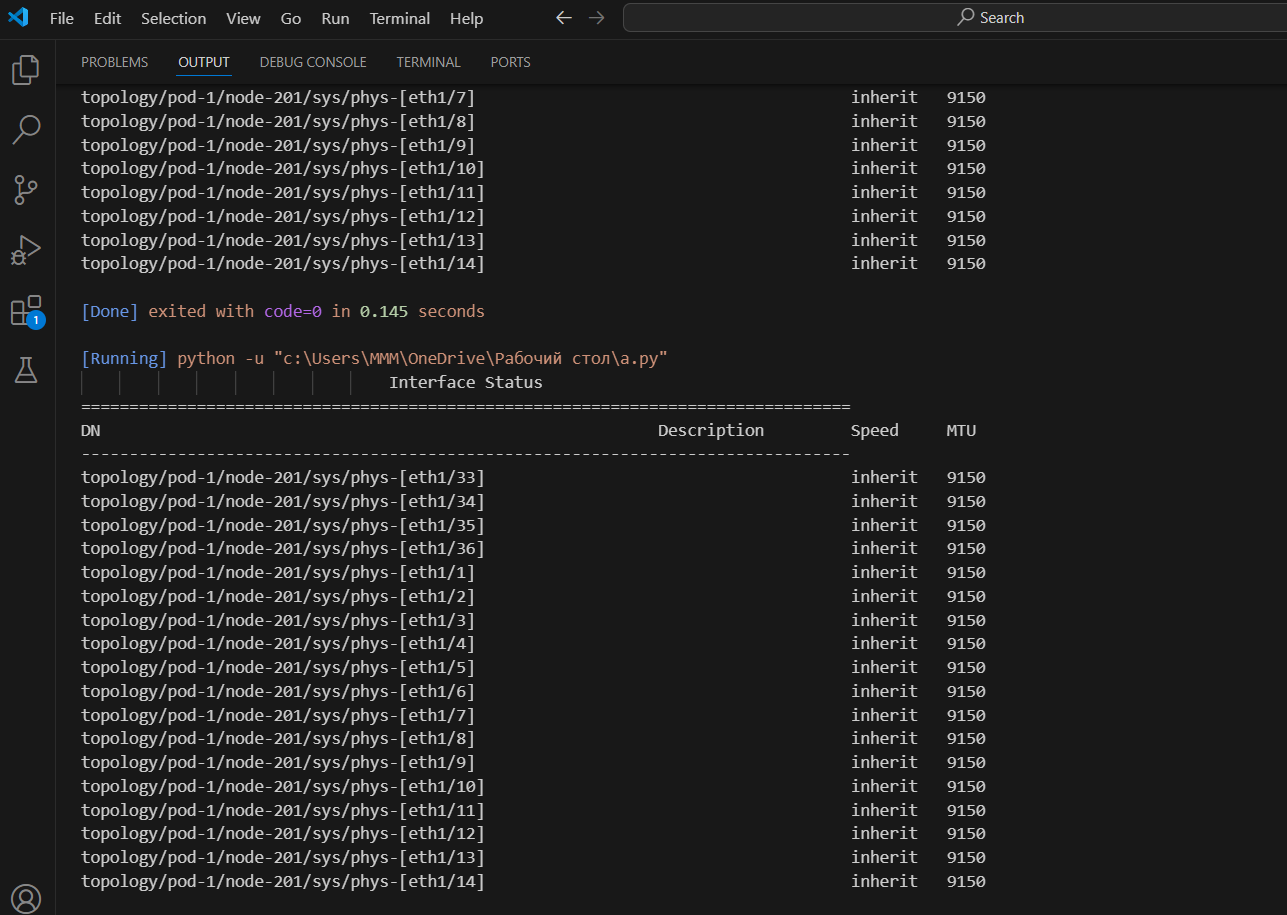 File Edit Selection View Go Run Terminal Help Search
PROBLEMS OUTPUT DEBUG CONSOLE TERMINAL PORTS
topology/pod-1/node-201/sys/phys-[eth1/7] inherit 9150
topology/pod-1/node-201/sys/phys-[eth1/8] inherit 9150
topology/pod-1/node-201/sys/phys-[eth1/9] inherit 9150
topology/pod-1/node-201/sys/phys-[eth1/10] inherit 9150
topology/pod-1/node-201/sys/phys-[eth1/11] inherit 9150
topology/pod-1/node-201/sys/phys-[eth1/12] inherit 9150
topology/pod-1/node-201/sys/phys-[eth1/13] inherit 9150
topology/pod-1/node-201/sys/phys-[eth1/14] inherit 9150
[Done] exited with code=0 in 0.145 seconds
[Running] python -u "c:\Users\MMM\OneDrive\Рабочий стол\a.py"
Interface Status
================================================================================
DN Description Speed MTU
--------------------------------------------------------------------------------
topology/pod-1/node-201/sys/phys-[eth1/33] inherit 9150
topology/pod-1/node-201/sys/phys-[eth1/34] inherit 9150
topology/pod-1/node-201/sys/phys-[eth1/35] inherit 9150
topology/pod-1/node-201/sys/phys-[eth1/36] inherit 9150
topology/pod-1/node-201/sys/phys-[eth1/1] inherit 9150
topology/pod-1/node-201/sys/phys-[eth1/2] inherit 9150
topology/pod-1/node-201/sys/phys-[eth1/3] inherit 9150
topology/pod-1/node-201/sys/phys-[eth1/4] inherit 9150
topology/pod-1/node-201/sys/phys-[eth1/5] inherit 9150
topology/pod-1/node-201/sys/phys-[eth1/6] inherit 9150
topology/pod-1/node-201/sys/phys-[eth1/7] inherit 9150
topology/pod-1/node-201/sys/phys-[eth1/8] inherit 9150
topology/pod-1/node-201/sys/phys-[eth1/9] inherit 9150
topology/pod-1/node-201/sys/phys-[eth1/10] inherit 9150
topology/pod-1/node-201/sys/phys-[eth1/11] inherit 9150
topology/pod-1/node-201/sys/phys-[eth1/12] inherit 9150
topology/pod-1/node-201/sys/phys-[eth1/13] inherit 9150
topology/pod-1/node-201/sys/phys-[eth1/14] inherit 9150
1